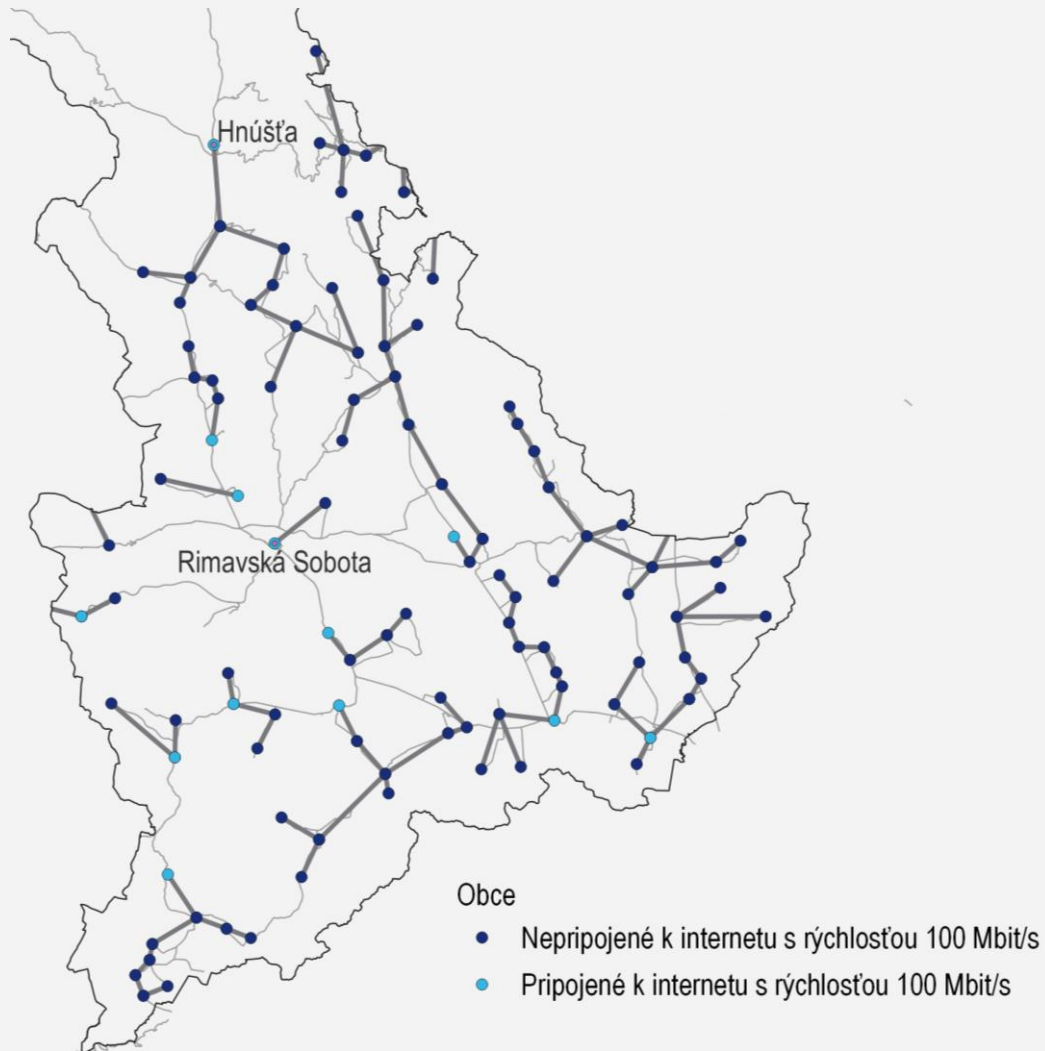 Hnúšťa
Rimavská Sobota
Obce
Nepripojené k internetu s rýchlosťou 100 Mbit/s
Pripojené k internetu s rýchlosťou 100 Mbit/s